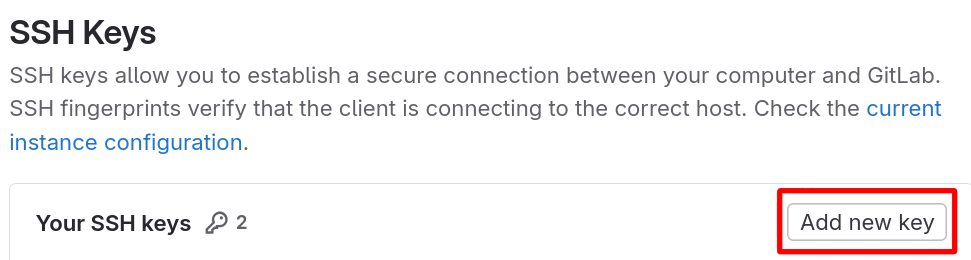 SSH Keys
SSH keys allow you to establish a secure connection between your computer and GitLab.
SSH fingerprints verify that the client is connecting to the correct host. Check the current
instance configuration.
Your SSH keys 2
Add new key